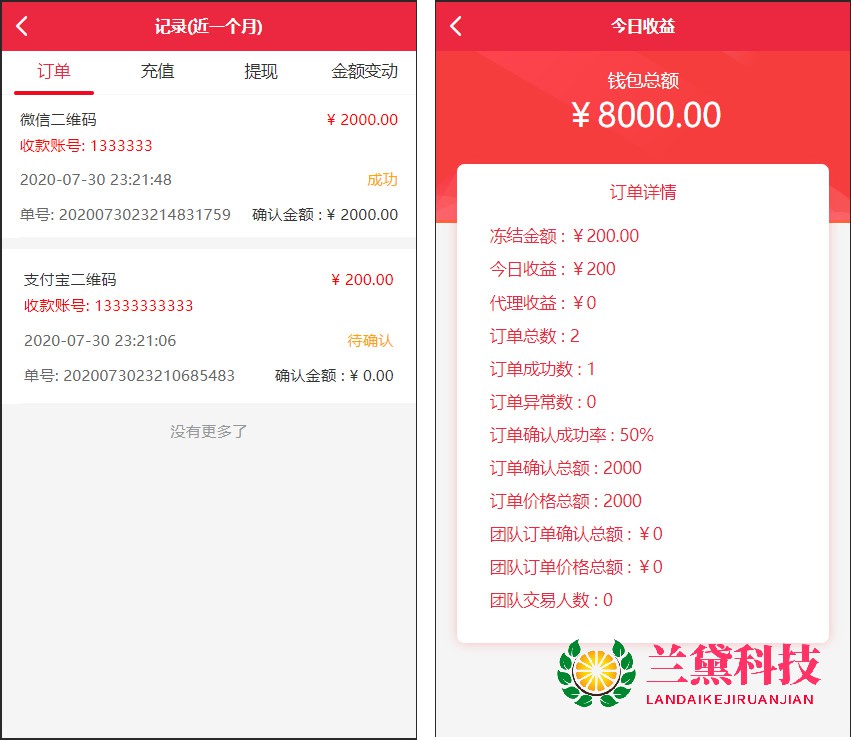 记录(近一个月)
订单
充值
提现
金额变动
微信二维码
¥ 2000.00
收款账号: 1333333
2020-07-30 23:21:48
成功
单号: 2020073023214831759
确认金额 : ¥ 2000.00
支付宝二维码
¥ 200.00
收款账号: 13333333333
2020-07-30 23:21:06
待确认
单号: 2020073023210685483
确认金额 : ¥ 0.00
没有更多了
今日收益
钱包总额
¥ 8000.00
订单详情
冻结金额 : ¥ 200.00
今日收益 : ¥ 200
代理收益 : ¥ 0
订单总数 : 2
订单成功数 : 1
订单异常数 : 0
订单确认成功率 : 50%
订单确认总额 : 2000
订单价格总额 : 2000
团队订单确认总额 : ¥ 0
团队订单价格总额 : ¥ 0
团队交易人数 : 0
兰黛科技
LANDAIKEJIRUANJIAN